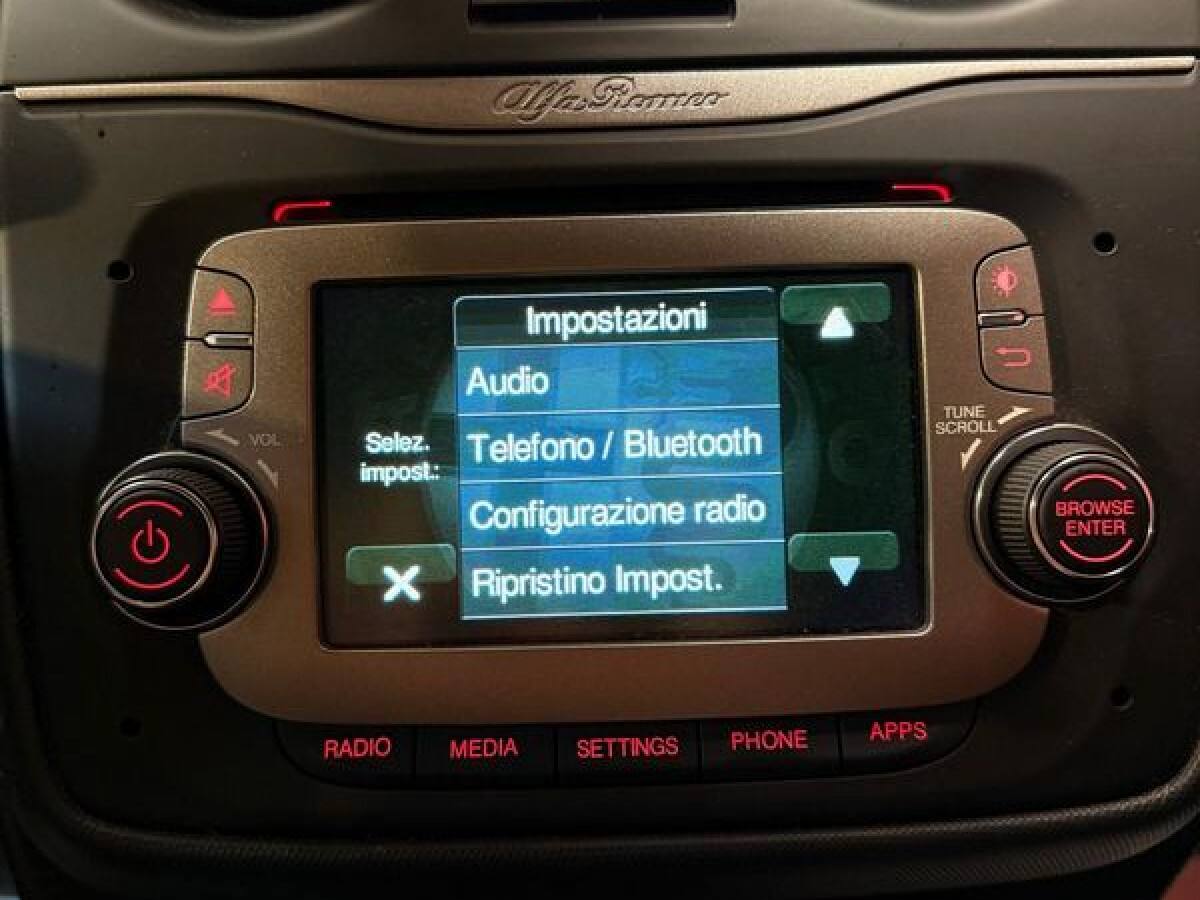 Alfa Romeo
Impostazioni
Audio
Telefono / Bluetooth
Configurazione radio
Ripristino Impost.
Selez.
impost.:
VOL
TUNE
SCROLL
BROWSE
ENTER
RADIO
MEDIA
SETTINGS
PHONE
APPS